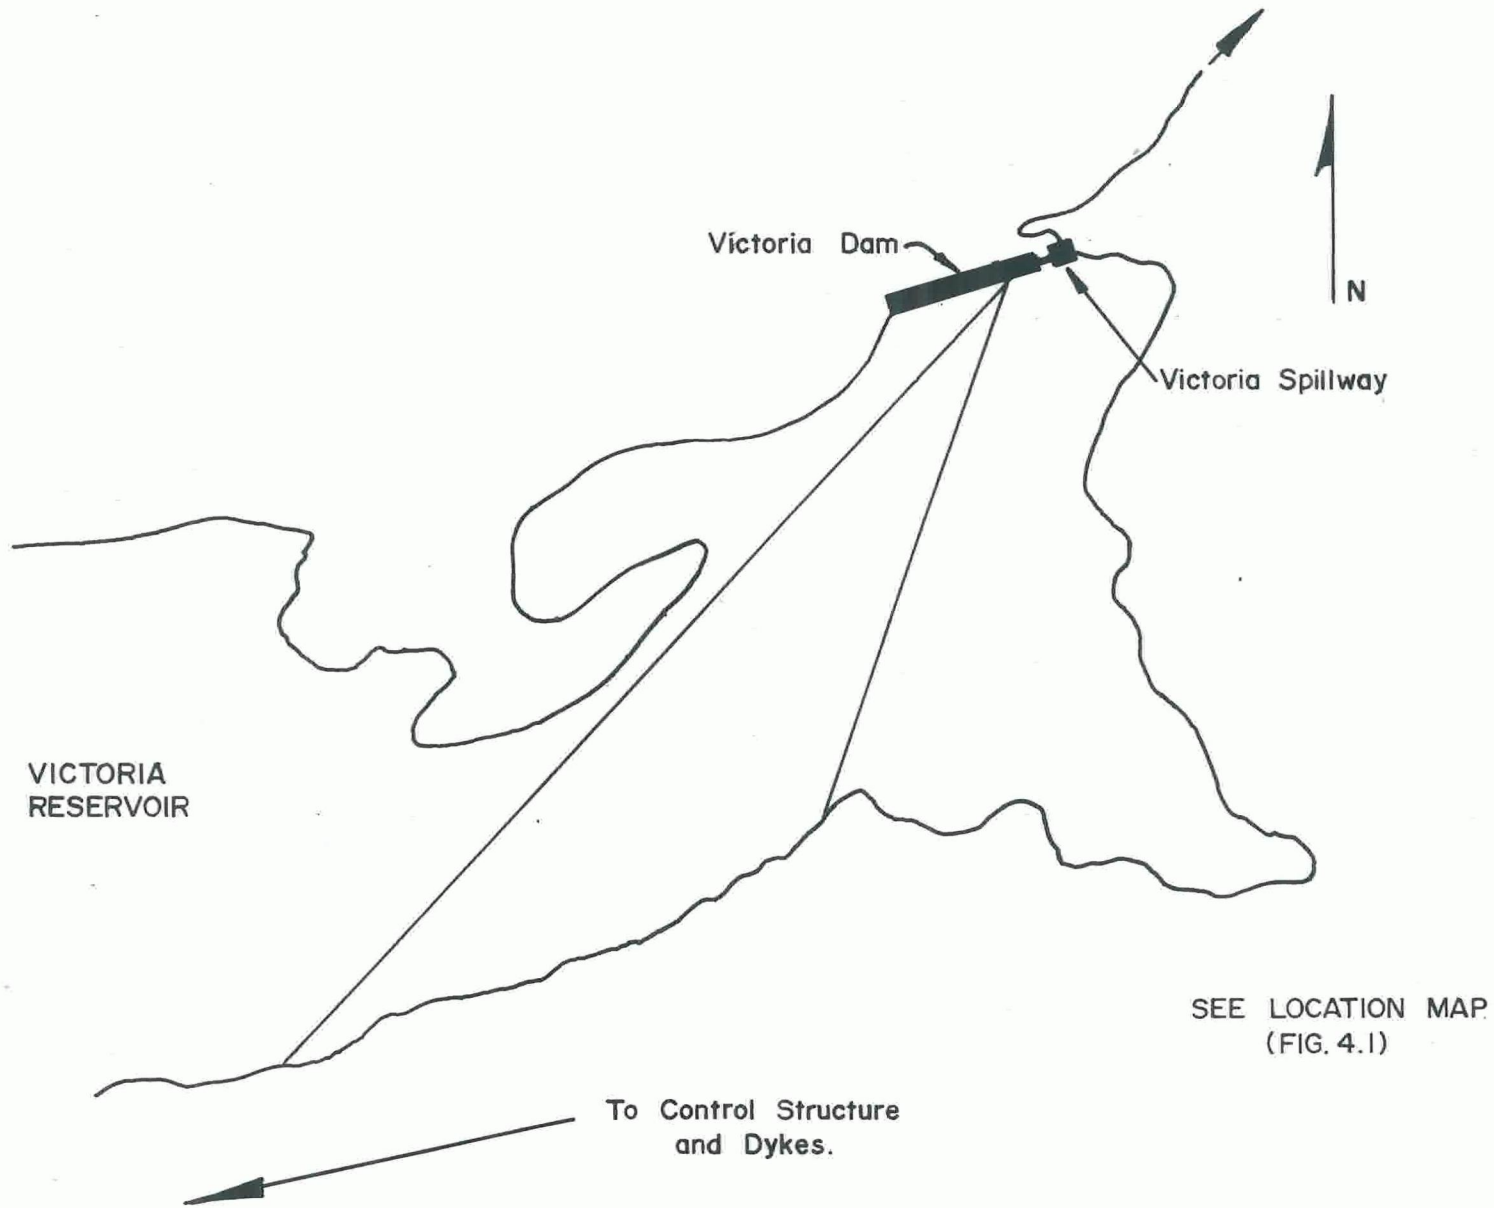 Victoria Dam
N
Victoria Spillway
VICTORIA
RESERVOIR
SEE LOCATION MAP
(FIG. 4.1)
To Control Structure
and Dykes.